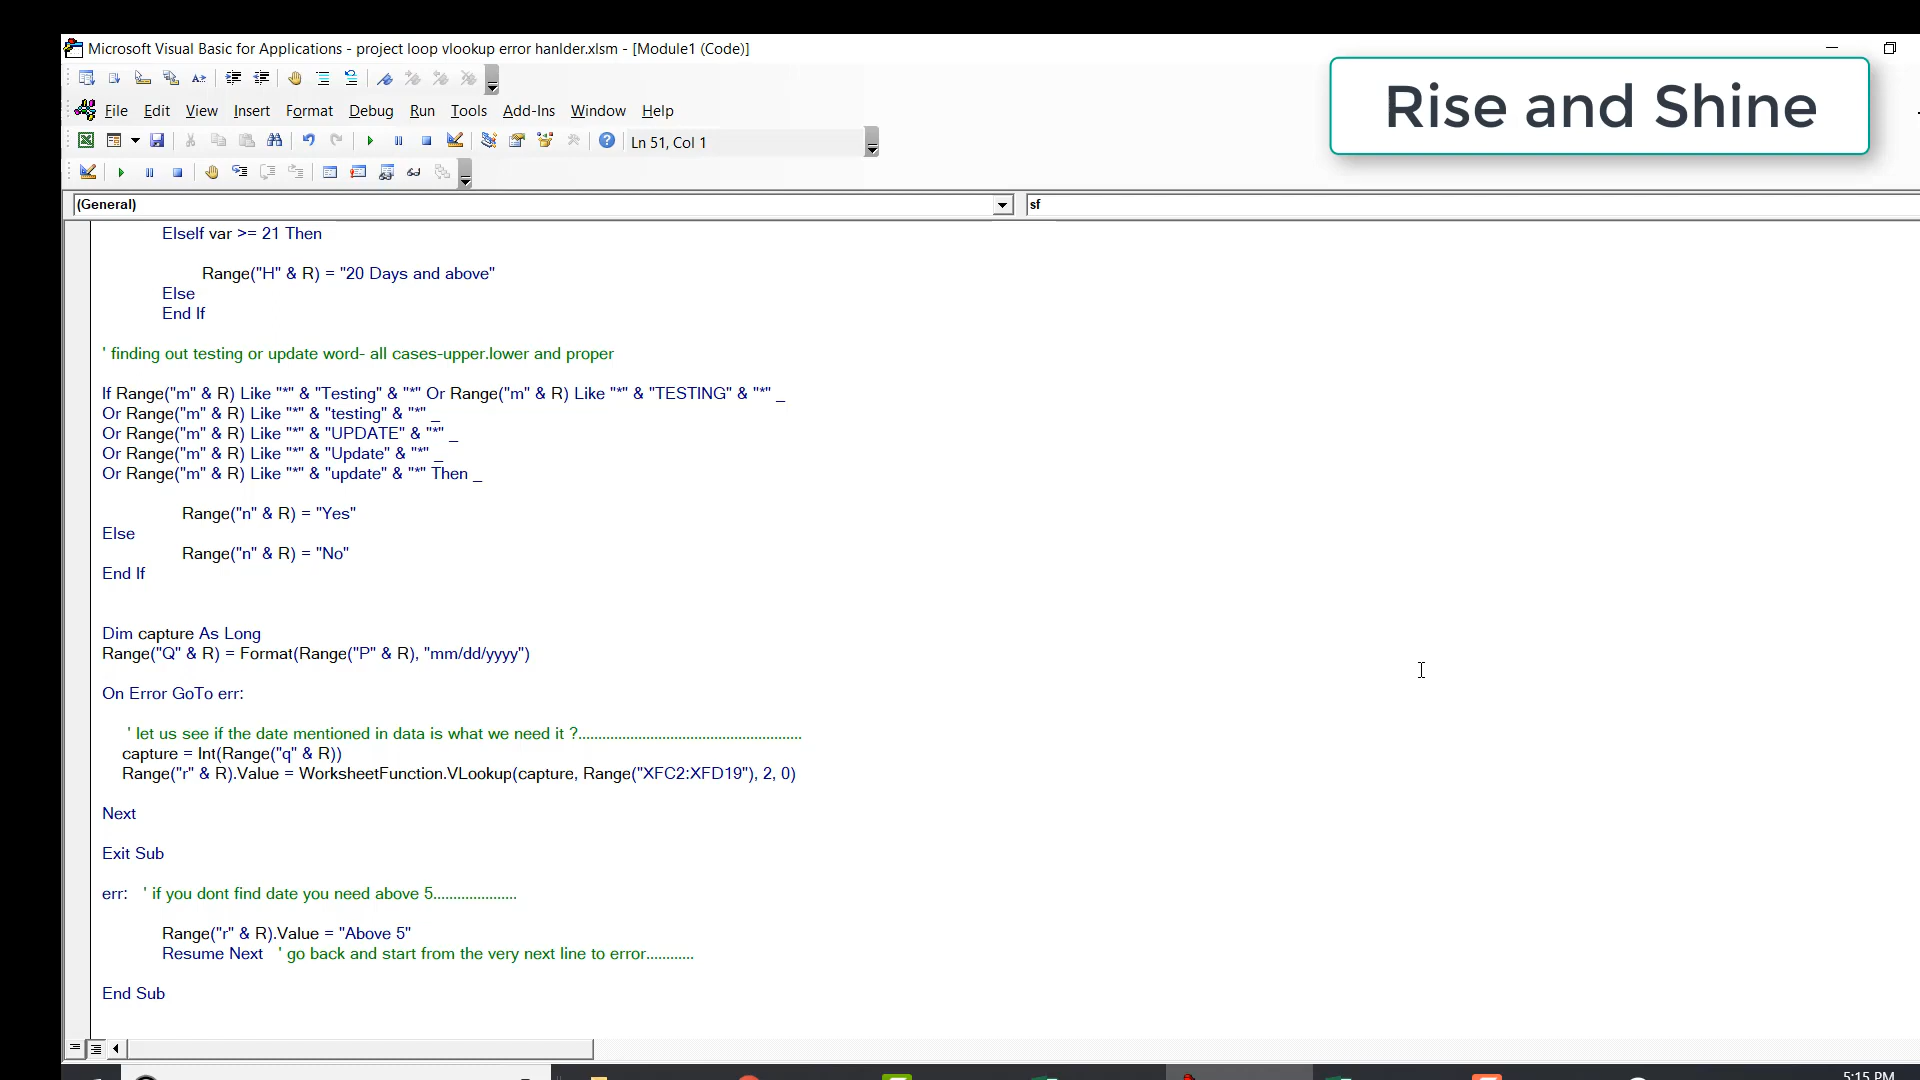 Microsoft Visual Basic for Applications - project loop vlookup error hanlder.xlsm - [Module1 (Code)]
Rise and Shine
File Edit View Insert Format Debug Run Tools Add-Ins Window Help
Ln 51, Col 1
(General)
sf
ElseIf var >= 21 Then
Range("H" & R) = "20 Days and above"
Else
End If
' finding out testing or update word- all cases-upper.lower and proper
If Range("m" & R) Like "*" & "Testing" & "*" Or Range("m" & R) Like "*" & "TESTING" & "*" _
Or Range("m" & R) Like "*" & "testing" & "*" _
Or Range("m" & R) Like "*" & "UPDATE" & "*" _
Or Range("m" & R) Like "*" & "Update" & "*" _
Or Range("m" & R) Like "*" & "update" & "*" Then _
Range("n" & R) = "Yes"
Else
Range("n" & R) = "No"
End If
Dim capture As Long
Range("Q" & R) = Format(Range("P" & R), "mm/dd/yyyy")
On Error GoTo err:
' let us see if the date mentioned in data is what we need it ?........................................................
capture = Int(Range("q" & R))
Range("r" & R).Value = WorksheetFunction.VLookup(capture, Range("XFC2:XFD19"), 2, 0)
Next
Exit Sub
err: ' if you dont find date you need above 5.....................
Range("r" & R).Value = "Above 5"
Resume Next ' go back and start from the very next line to error............
End Sub
5:15 PM